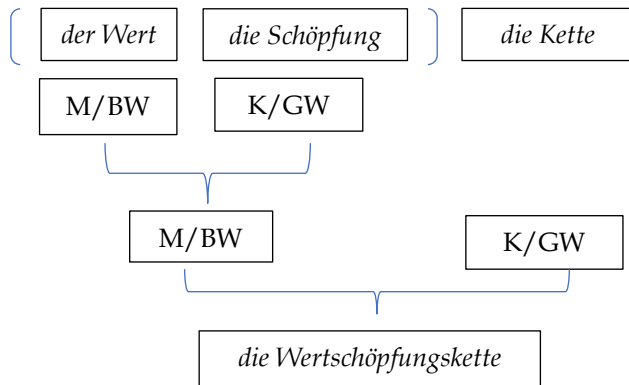 der Wert die Schöpfung die Kette
M/BW K/GW
M/BW K/GW
die Wertschöpfungskette